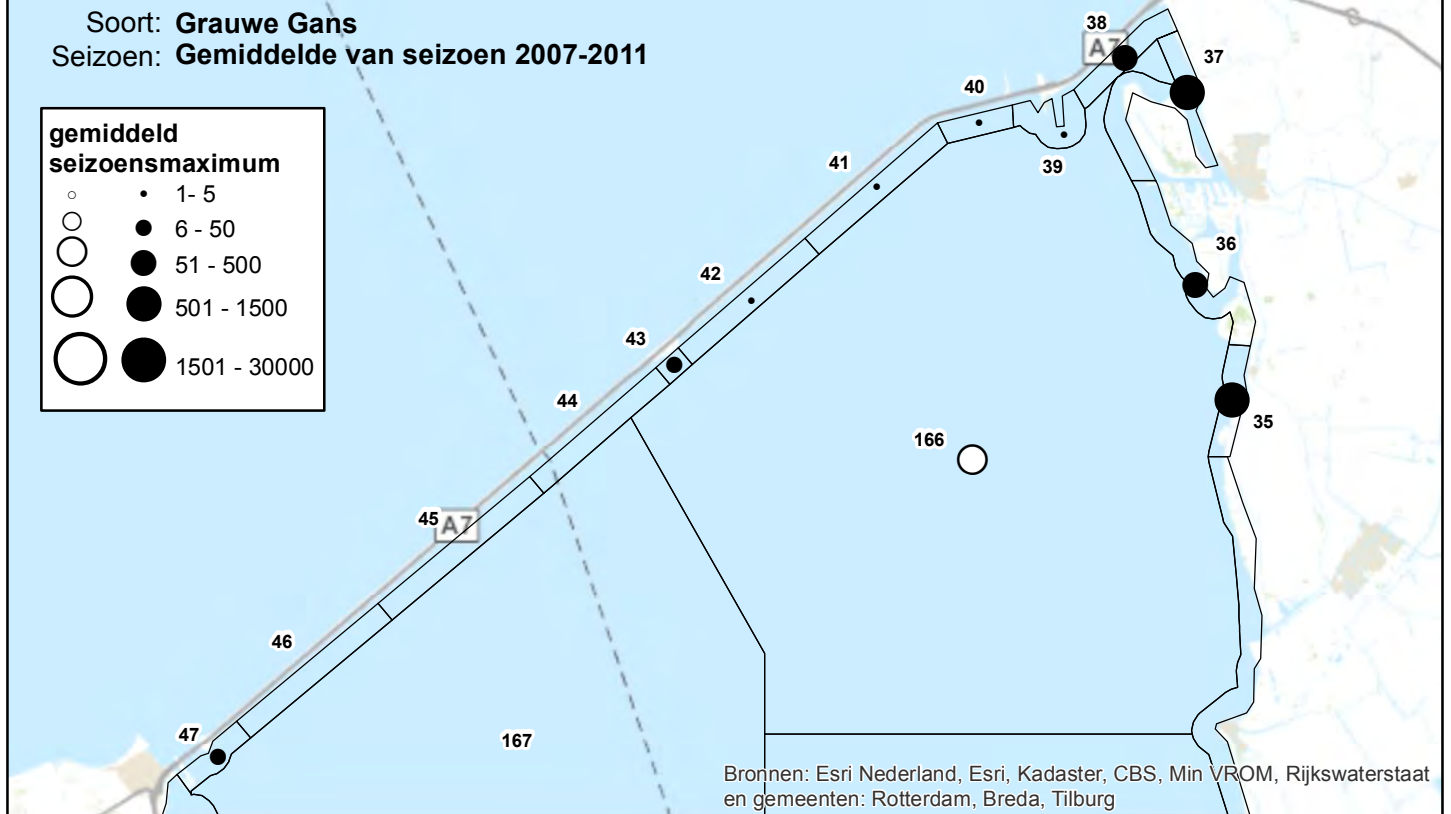 Soort: Grauwe Gans
Seizoen: Gemiddelde van seizoen 2007-2011
gemiddeld
seizoensmaximum
1- 5
6 - 50
51 - 500
501 - 1500
1501 - 30000
38
A7
37
40
39
41
36
42
43
44
35
166
45
A7
46
47
167
Bronnen: Esri Nederland, Esri, Kadaster, CBS, Min VROM, Rijkswaterstaat
en gemeenten: Rotterdam, Breda, Tilburg